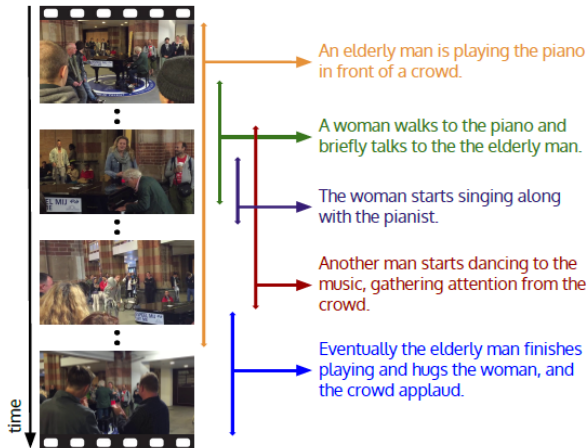 An elderly man is playing the piano
in front of a crowd.
A woman walks to the piano and
briefly talks to the the elderly man.
The woman starts singing along
with the pianist.
Another man starts dancing to the
music, gathering attention from the
crowd.
Eventually the elderly man finishes
playing and hugs the woman, and
the crowd applaud.
time